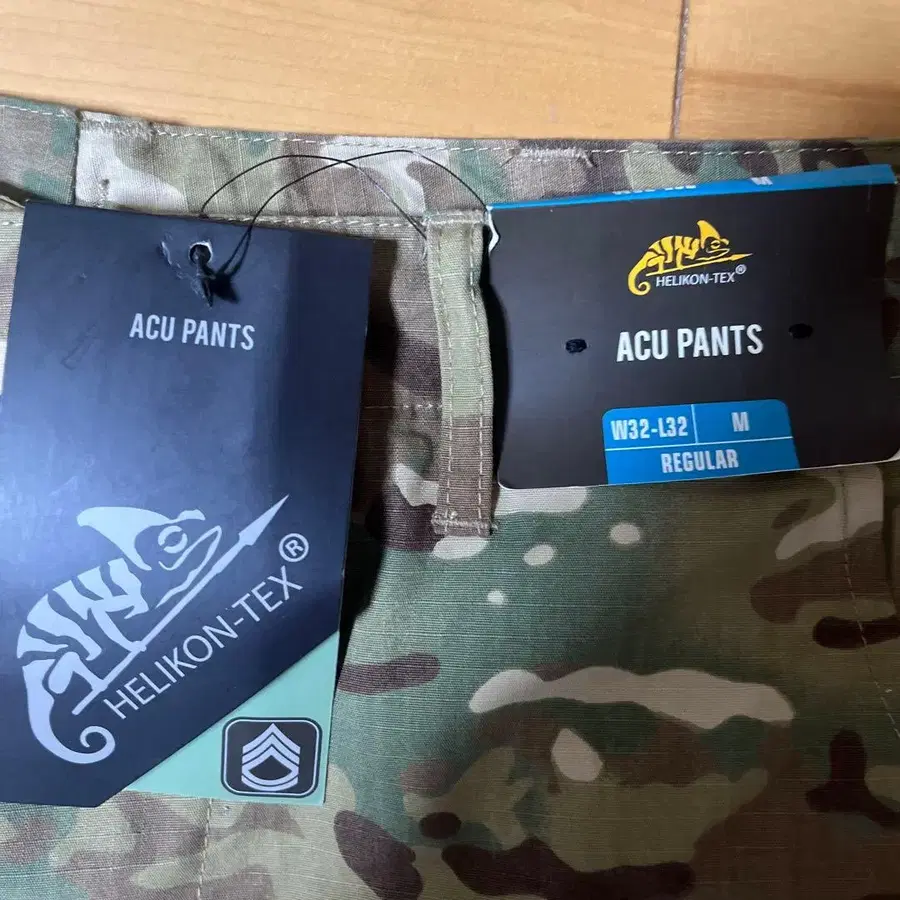 ACU PANTS
HELIKON-TEX®
HELIKON-TEX®
ACU PANTS
W32-L32 M
REGULAR